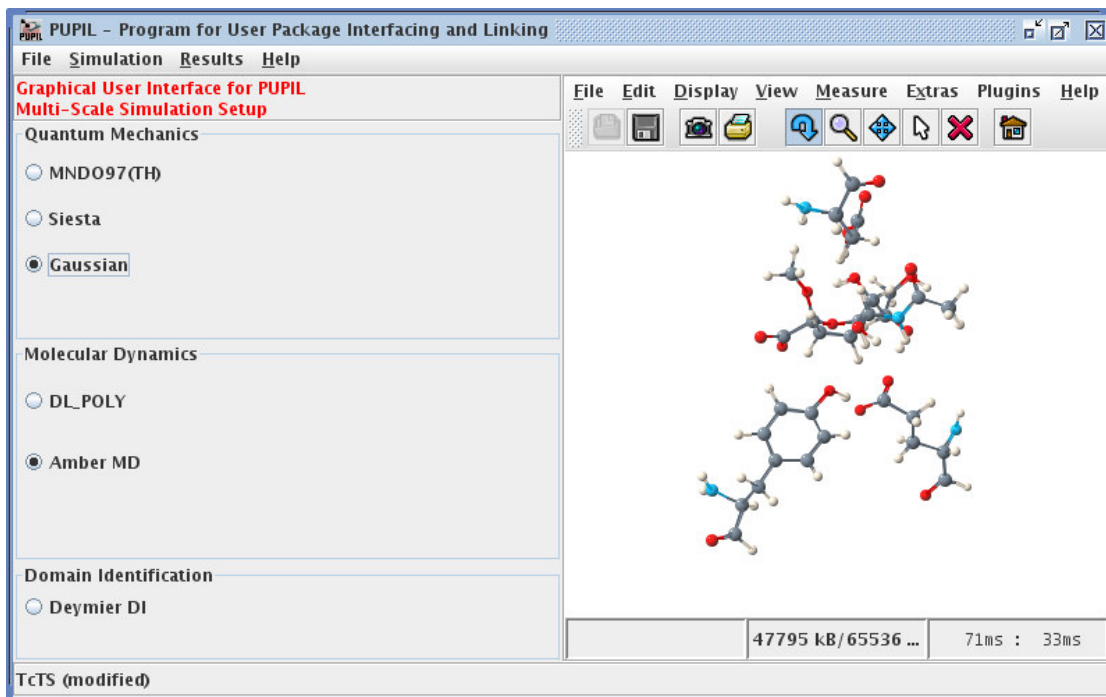 PUPIL - Program for User Package Interfacing and Linking
File Simulation Results Help
Graphical User Interface for PUPIL
Multi-Scale Simulation Setup
Quantum Mechanics
MNDO97(TH)
Siesta
Gaussian
Molecular Dynamics
DL_POLY
Amber MD
Domain Identification
Deymier DI
File Edit Display View Measure Extras Plugins Help
47795 kB/65536 ...
71ms : 33ms
TcTS (modified)